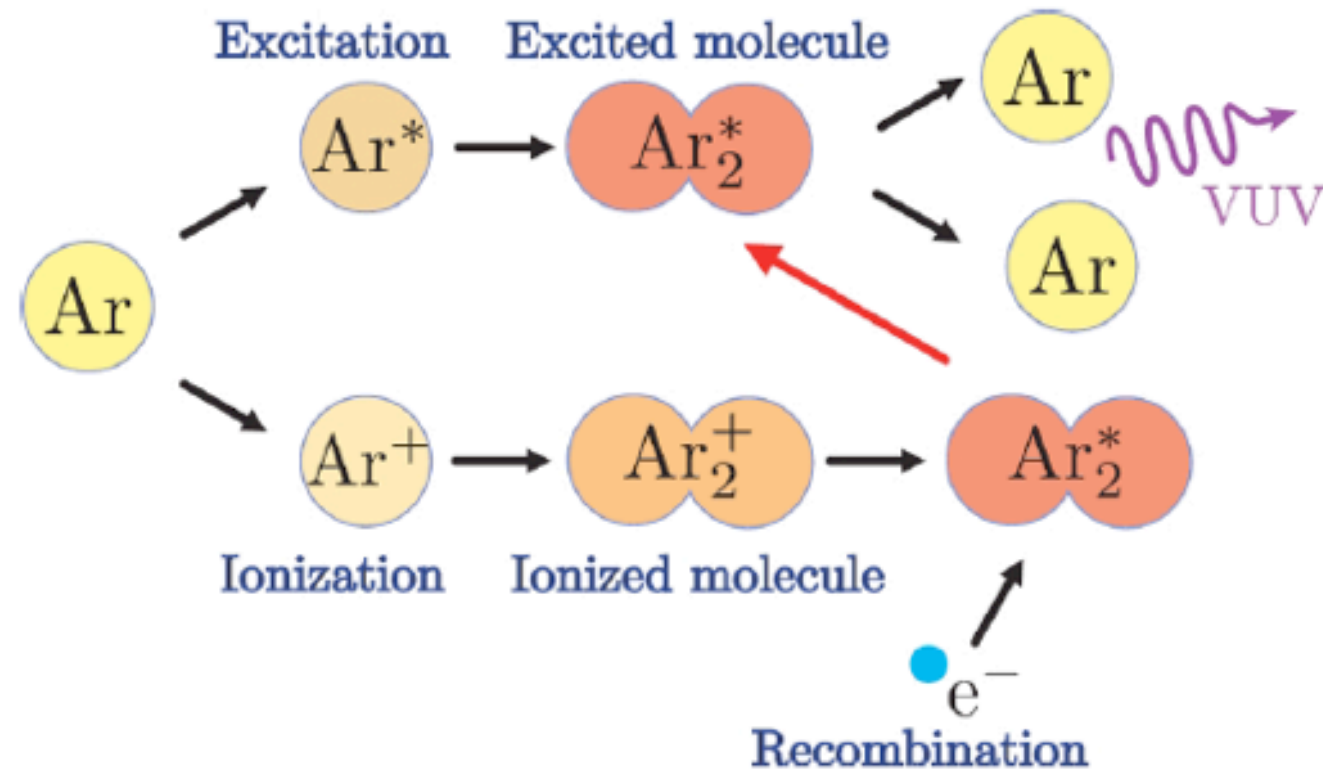 Excitation Excited molecule
Ar
Ar* Ar₂*
VUV
Ar
Ar
Ar⁺ Ar₂⁺ Ar₂*
Ionization Ionized molecule
e⁻
Recombination